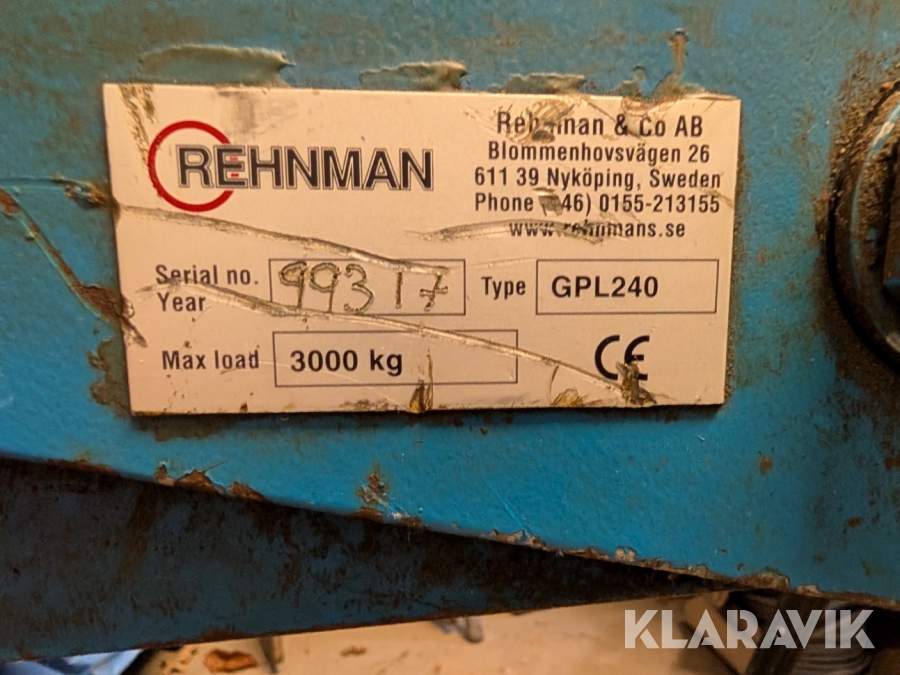 REHNMAN
Rehnman & Co AB
Blommenhovsvägen 26
611 39 Nyköping, Sweden
Phone (+46) 0155-213155
www.rehnmans.se
Serial no. 99317
Year
Type GPL240
Max load 3000 kg
CE
KLARAVIK